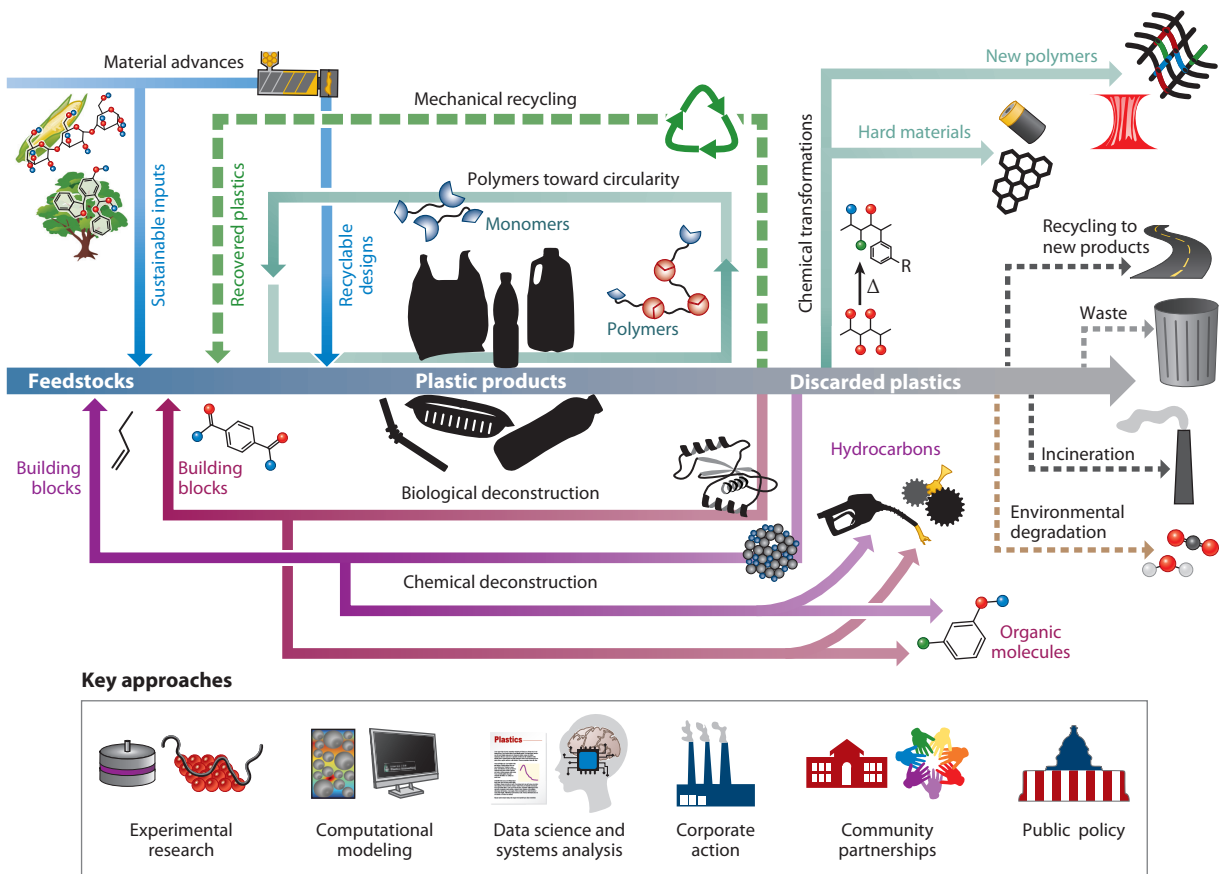 Material advances
Mechanical recycling
New polymers
Hard materials
Polymers toward circularity
Monomers
Polymers
Sustainable inputs
Recovered plastics
Recyclable
designs
Chemical transformations
R
Δ
Recycling to
new products
Waste
Feedstocks
Plastic products
Discarded plastics
Building
blocks
Building
blocks
Biological deconstruction
Hydrocarbons
Incineration
Environmental
degradation
Chemical deconstruction
Organic
molecules
Key approaches
Plastics
Experimental
research
Computational
modeling
Data science and
systems analysis
Corporate
action
Community
partnerships
Public policy